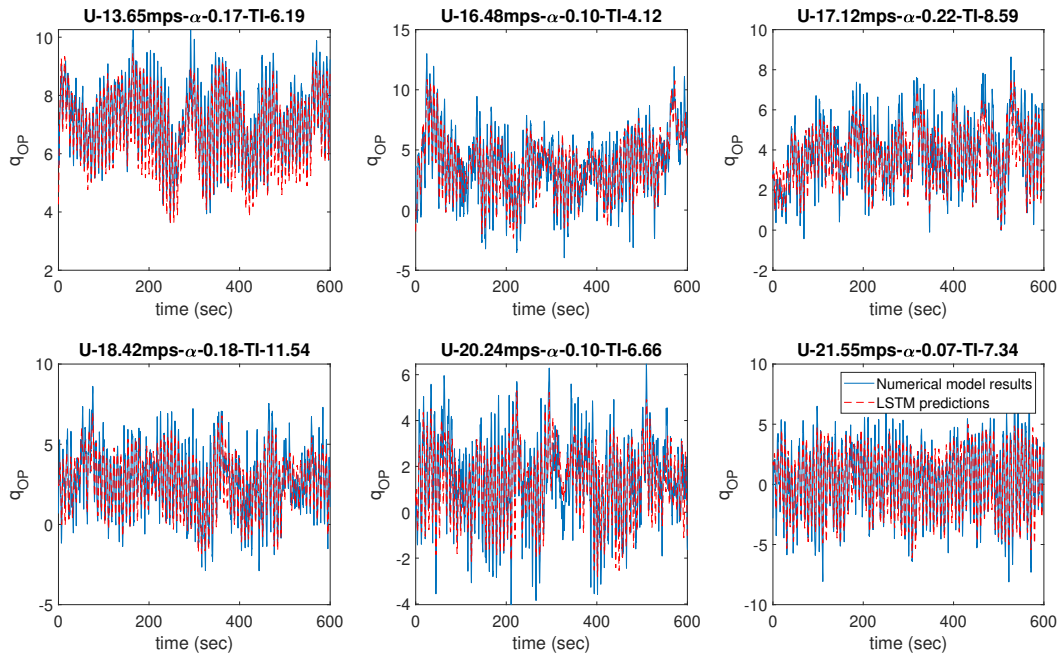 U-13.65mps-α-0.17-TI-6.19
10
8
6
4
2
q_OP
0 200 400 600
time (sec)
U-16.48mps-α-0.10-TI-4.12
15
10
5
0
-5
q_OP
0 200 400 600
time (sec)
U-17.12mps-α-0.22-TI-8.59
10
8
6
4
2
0
-2
q_OP
0 200 400 600
time (sec)
U-18.42mps-α-0.18-TI-11.54
10
5
0
-5
q_OP
0 200 400 600
time (sec)
U-20.24mps-α-0.10-TI-6.66
6
4
2
0
-2
-4
q_OP
0 200 400 600
time (sec)
U-21.55mps-α-0.07-TI-7.34
Numerical model results
LSTM predictions
10
5
0
-5
-10
q_OP
0 200 400 600
time (sec)